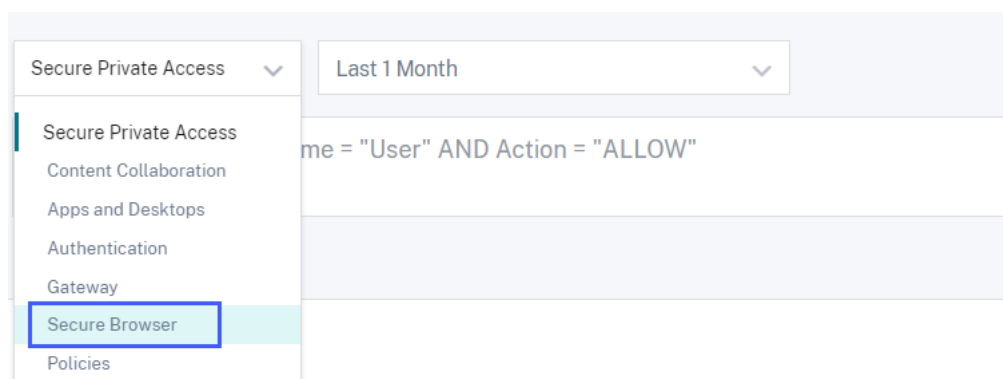 Secure Private Access
Last 1 Month
Secure Private Access
me = "User" AND Action = "ALLOW"
Content Collaboration
Apps and Desktops
Authentication
Gateway
Secure Browser
Policies